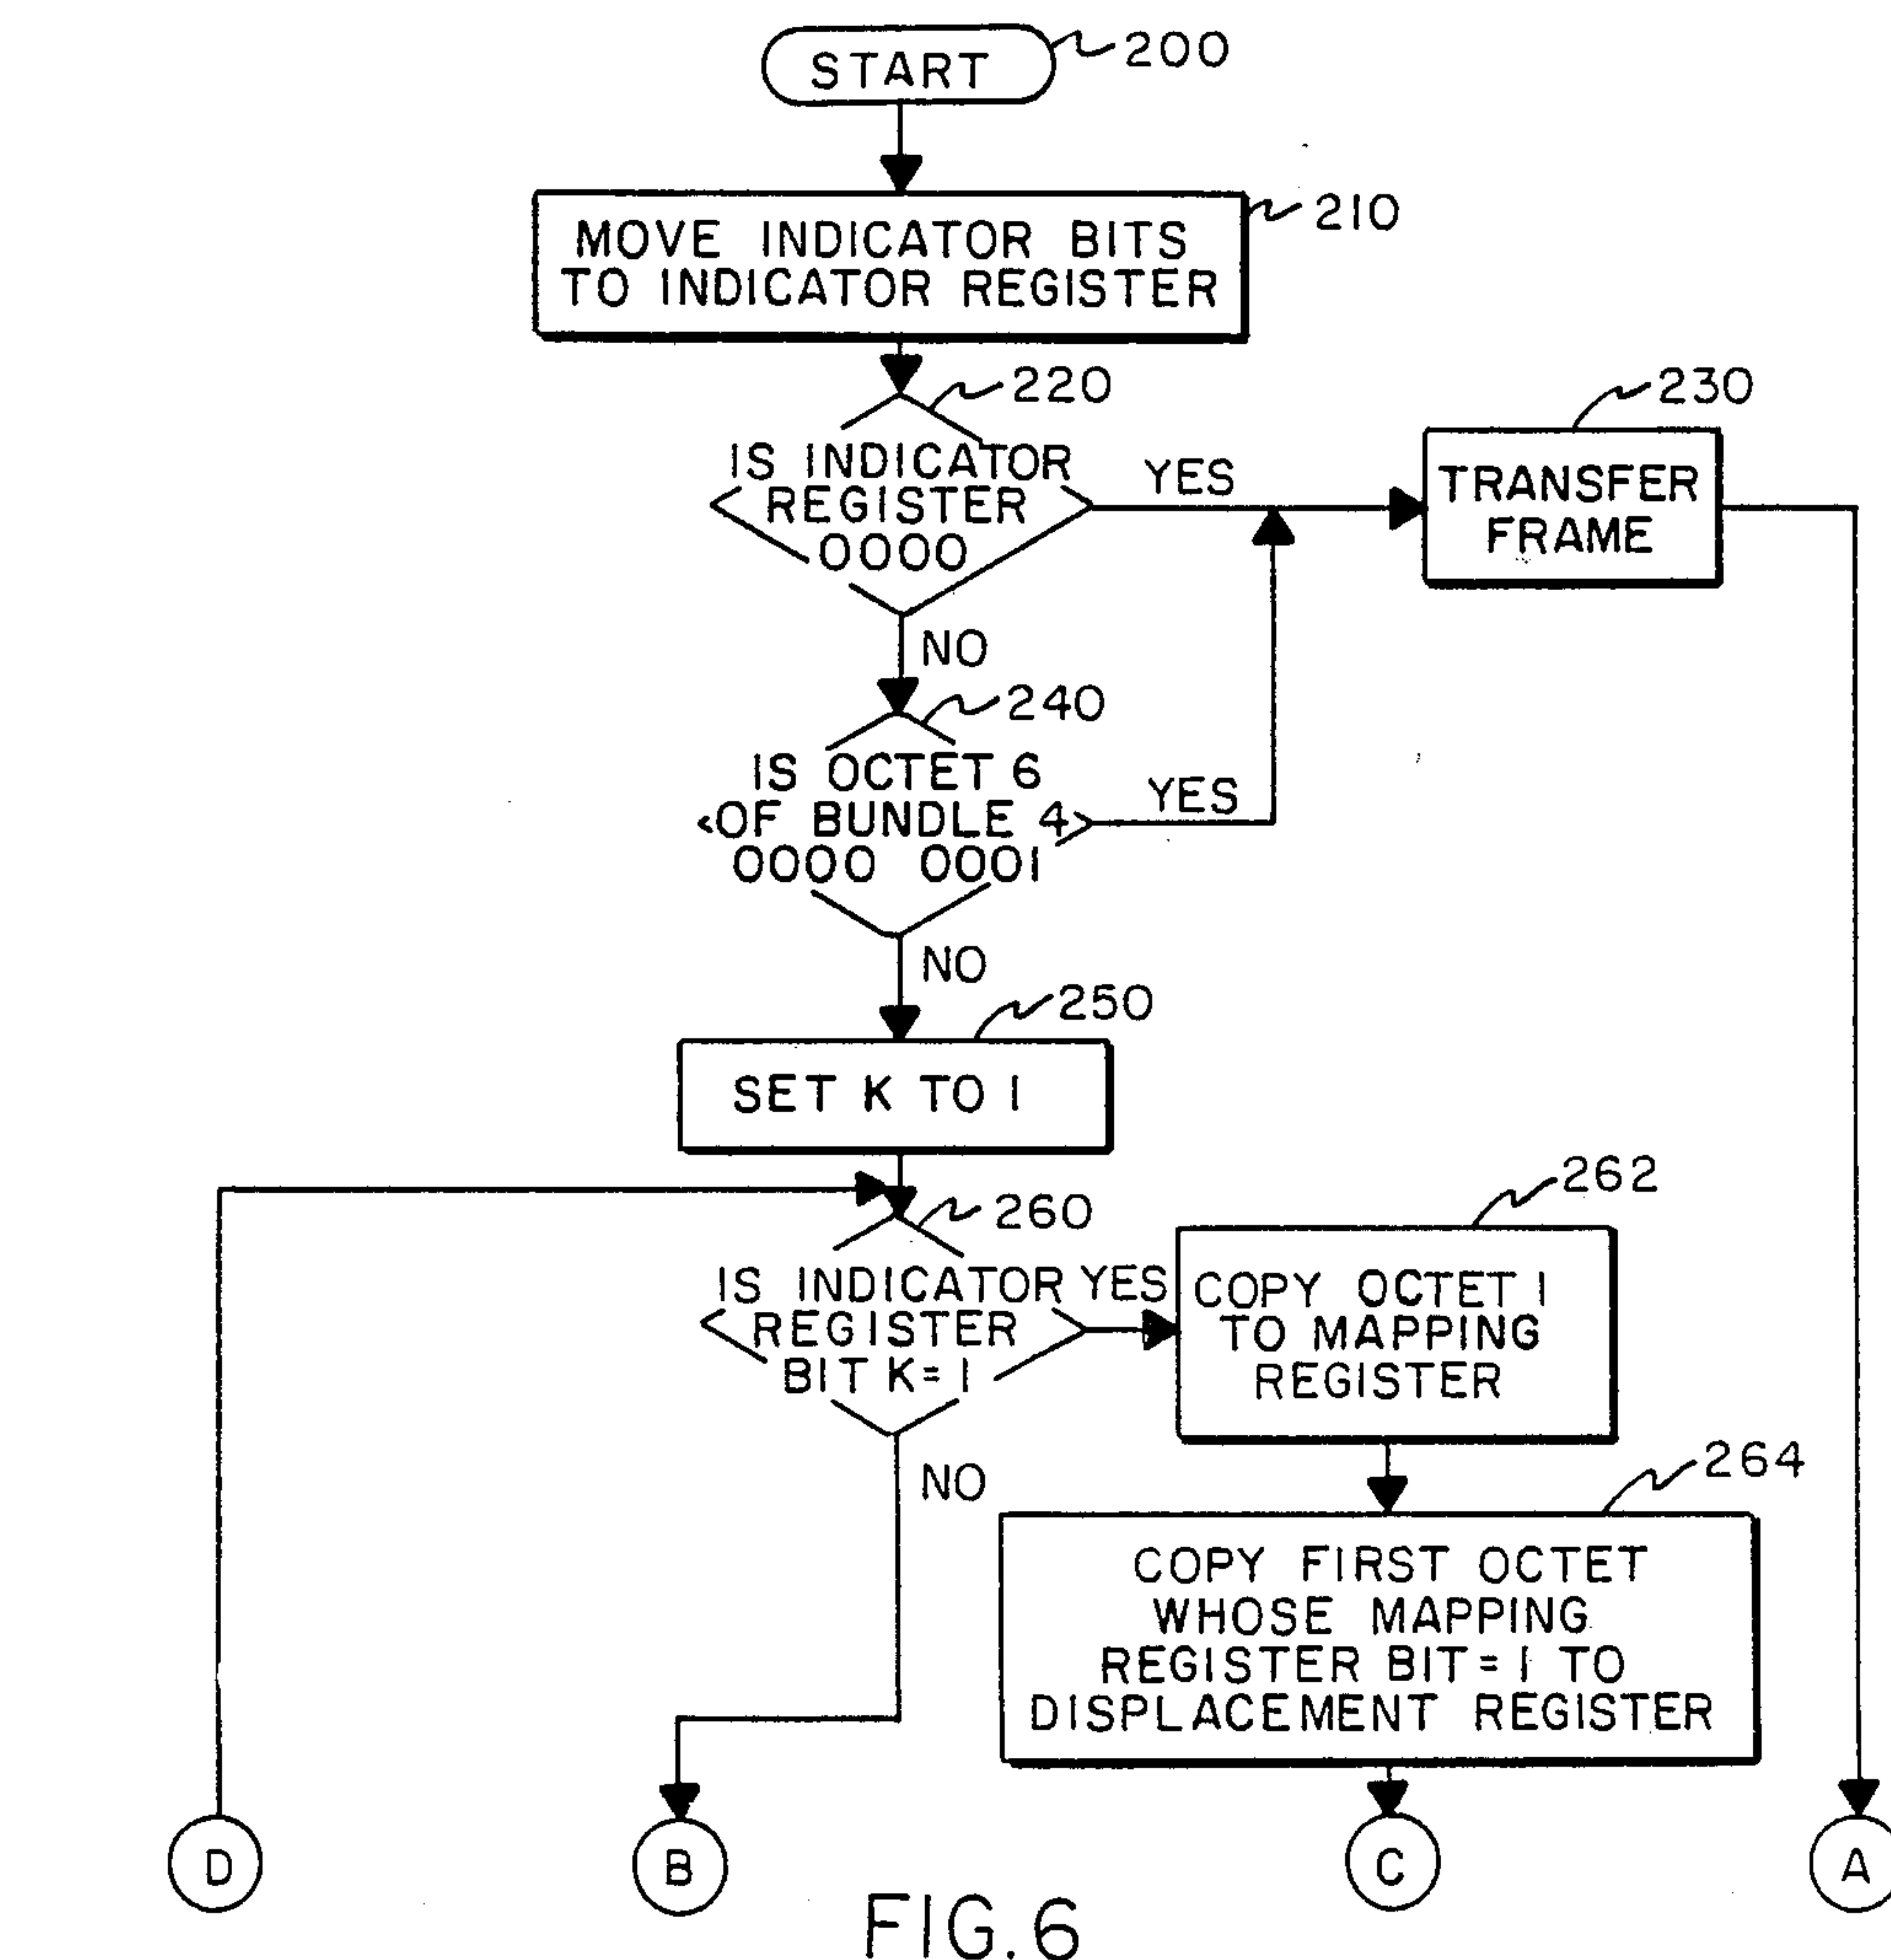 START
200
MOVE INDICATOR BITS
TO INDICATOR REGISTER
210
220
IS INDICATOR
REGISTER
0000
YES
230
TRANSFER
FRAME
NO
240
IS OCTET 6
OF BUNDLE 4
0000 0001
YES
NO
250
SET K TO 1
260
IS INDICATOR
REGISTER
BIT K=1
YES
262
COPY OCTET 1
TO MAPPING
REGISTER
NO
264
COPY FIRST OCTET
WHOSE MAPPING
REGISTER BIT=1 TO
DISPLACEMENT REGISTER
D
B
C
A
FIG.6